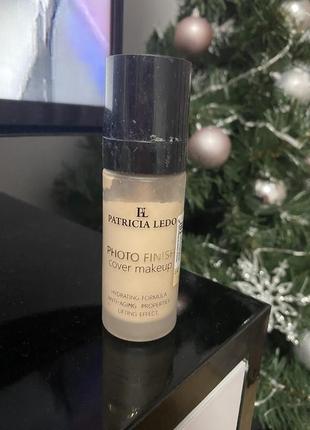 PL
PATRICIA LEDO
PHOTO FINISH
cover makeup
HYDRATING FORMULA
ANTI-AGING PROPERTIES
LIFTING EFFECT.